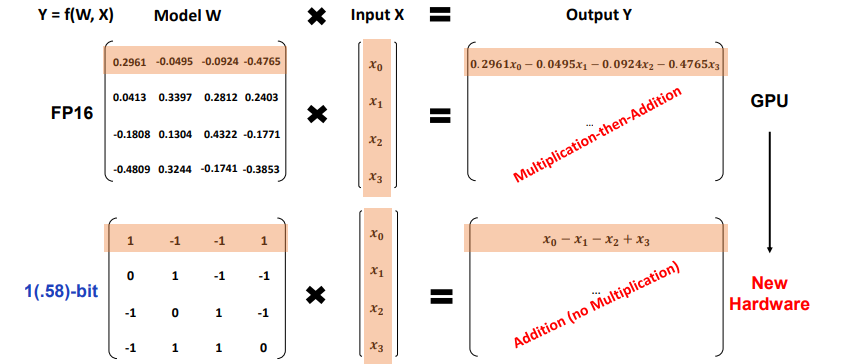 Y = f(W, X) Model W ✖ Input X = Output Y
0.2961 -0.0495 -0.0924 -0.4765
0.0413 0.3397 0.2812 0.2403
-0.1808 0.1304 0.4322 -0.1771
-0.4809 0.3244 -0.1741 -0.3853
FP16
✖
x₀
x₁
x₂
x₃
=
0.2961x₀ − 0.0495x₁ − 0.0924x₂ − 0.4765x₃
...
Multiplication-then-Addition
GPU
1 -1 -1 1
0 1 -1 -1
-1 0 1 -1
-1 1 1 0
1(.58)-bit
✖
x₀
x₁
x₂
x₃
=
x₀ − x₁ − x₂ + x₃
...
Addition (no Multiplication)
New
Hardware